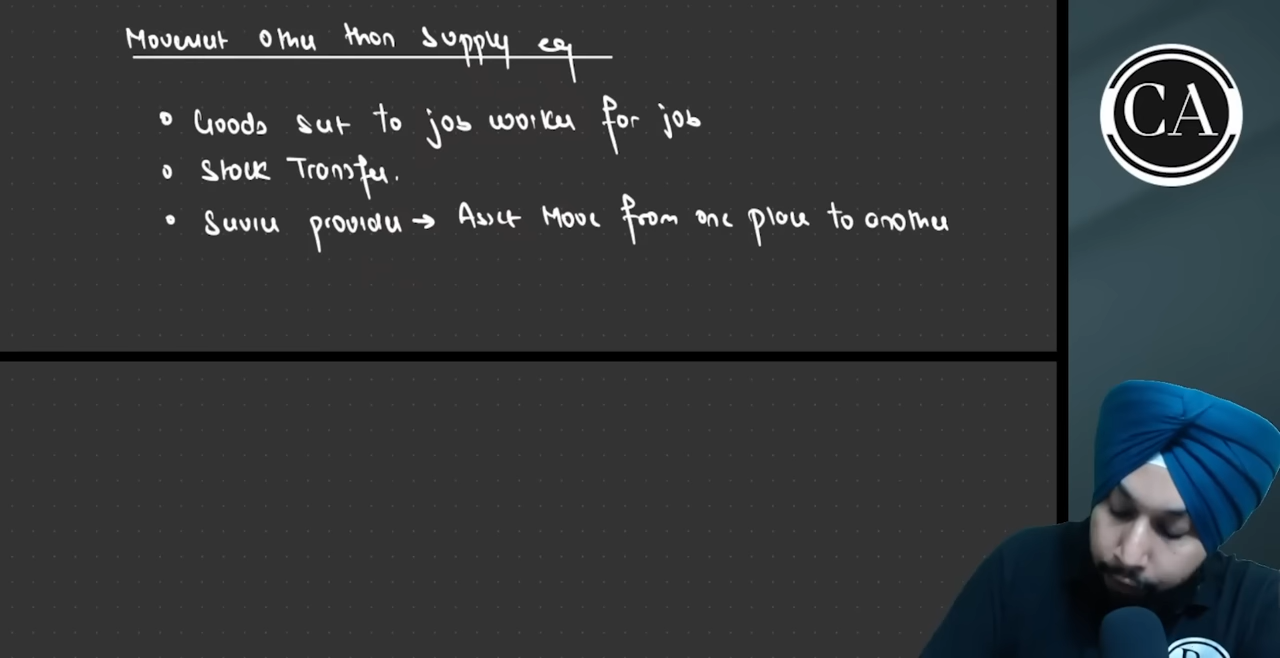 Movement other than supply eg
CA
• Goods sent to job worker for job
• Stock Transfer.
• Service provider → Asset Move from one place to another